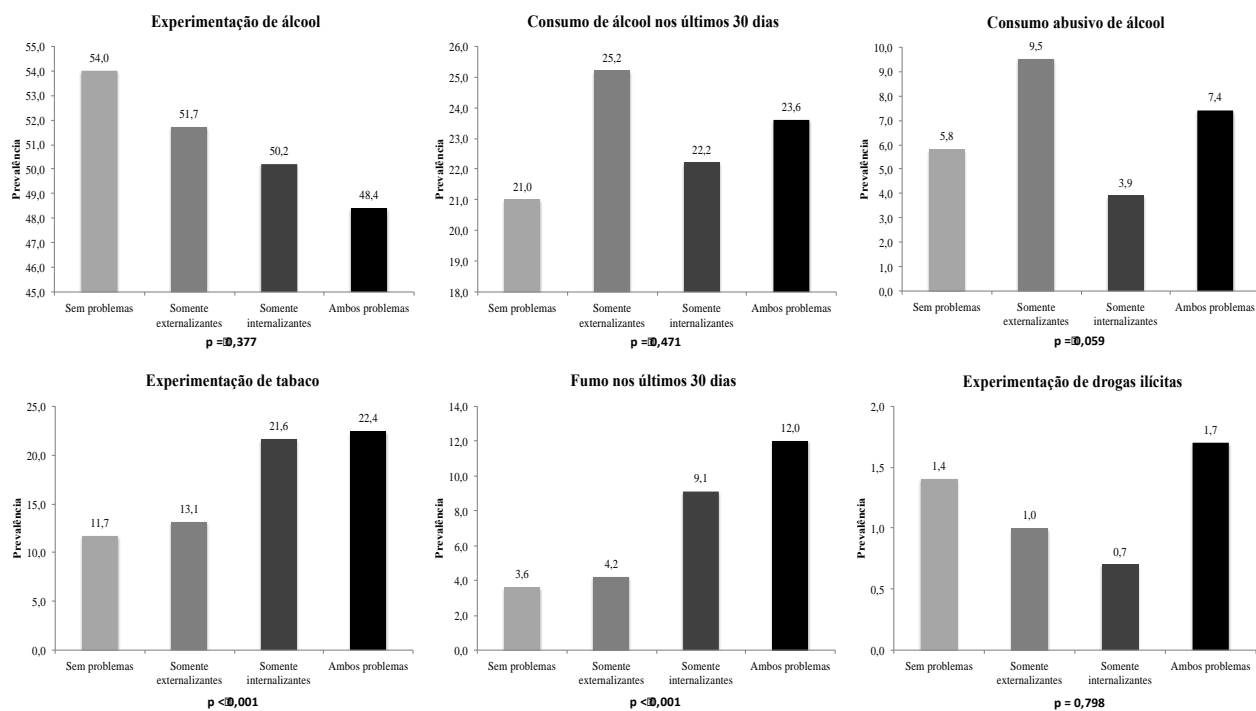 Experimentação de álcool
Prevalência
55,0
54,0
53,0
52,0
51,0
50,0
49,0
48,0
47,0
46,0
45,0
54,0
51,7
50,2
48,4
Sem problemas
Somente
externalizantes
Somente
internalizantes
Ambos problemas
p = 0,377
Consumo de álcool nos últimos 30 dias
Prevalência
26,0
25,0
24,0
23,0
22,0
21,0
20,0
19,0
18,0
21,0
25,2
22,2
23,6
Sem problemas
Somente
externalizantes
Somente
internalizantes
Ambos problemas
p = 0,471
Consumo abusivo de álcool
Prevalência
10,0
9,0
8,0
7,0
6,0
5,0
4,0
3,0
2,0
1,0
0,0
5,8
9,5
3,9
7,4
Sem problemas
Somente
externalizantes
Somente
internalizantes
Ambos problemas
p = 0,059
Experimentação de tabaco
Prevalência
25,0
20,0
15,0
10,0
5,0
0,0
11,7
13,1
21,6
22,4
Sem problemas
Somente
externalizantes
Somente
internalizantes
Ambos problemas
p < 0,001
Fumo nos últimos 30 dias
Prevalência
14,0
12,0
10,0
8,0
6,0
4,0
2,0
0,0
3,6
4,2
9,1
12,0
Sem problemas
Somente
externalizantes
Somente
internalizantes
Ambos problemas
p < 0,001
Experimentação de drogas ilícitas
Prevalência
2,0
1,5
1,0
0,5
0,0
1,4
1,0
0,7
1,7
Sem problemas
Somente
externalizantes
Somente
internalizantes
Ambos problemas
p = 0,798